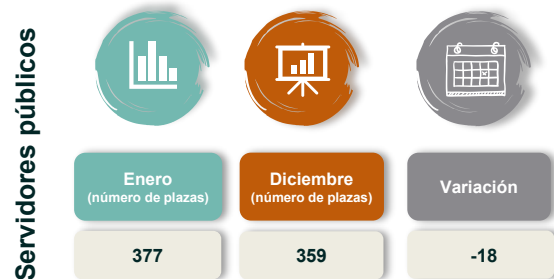 Servidores públicos
Enero
(número de plazas)
Diciembre
(número de plazas)
Variación
377
359
-18